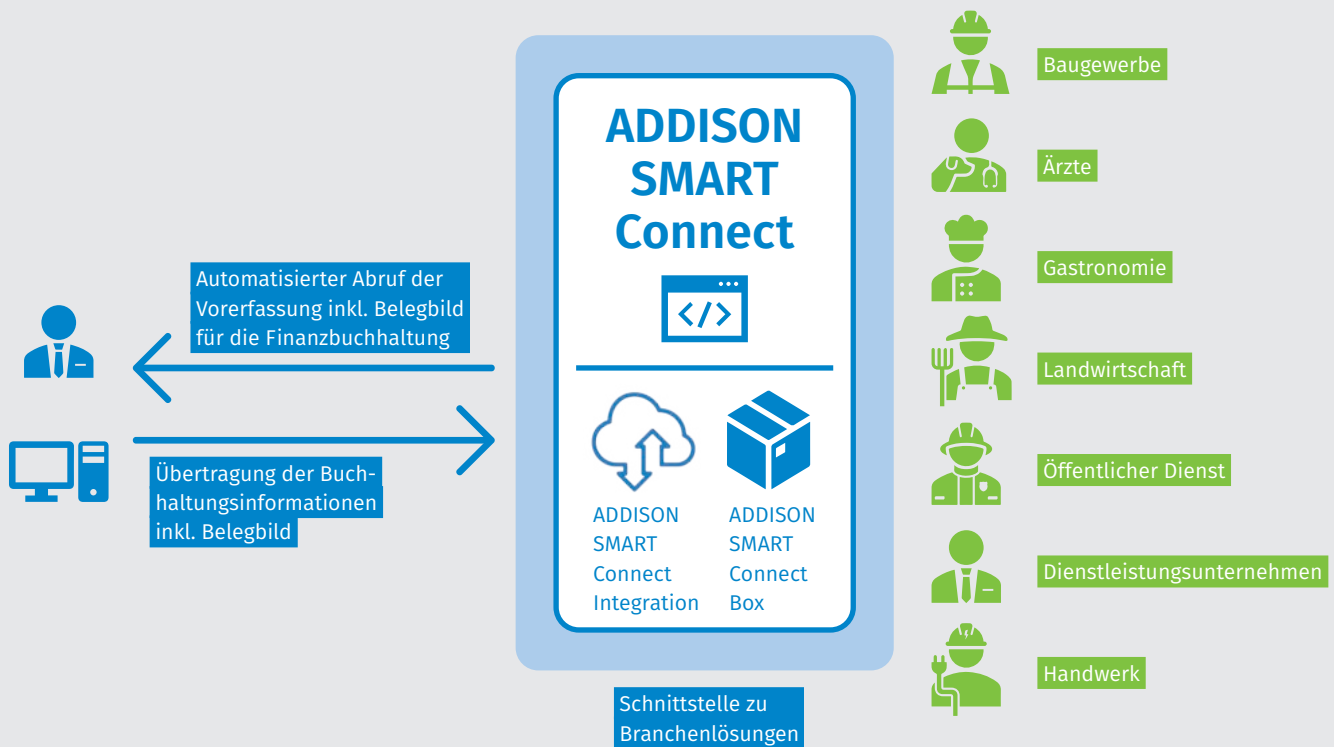 ADDISON
SMART
Connect
</>
Automatisierter Abruf der
Vorerfassung inkl. Belegbild
für die Finanzbuchhaltung
Übertragung der Buch-
haltungsinformationen
inkl. Belegbild
ADDISON
SMART
Connect
Integration
ADDISON
SMART
Connect
Box
Schnittstelle zu
Branchenlösungen
Baugewerbe
Ärzte
Gastronomie
Landwirtschaft
Öffentlicher Dienst
Dienstleistungsunternehmen
Handwerk